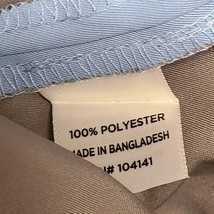 100% POLYESTER
MADE IN BANGLADESH
# 104141